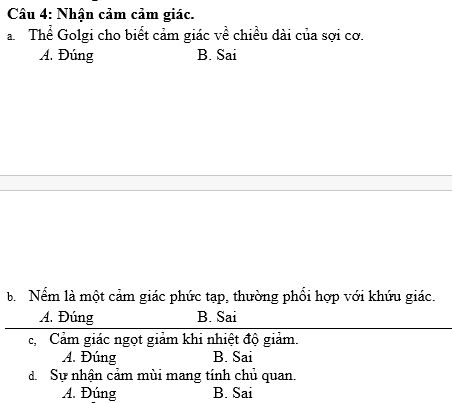 Câu 4: Nhận cảm cảm giác.
a. Thể Golgi cho biết cảm giác về chiều dài của sợi cơ.
A. Đúng B. Sai
b. Nếm là một cảm giác phức tạp, thường phối hợp với khứu giác.
A. Đúng B. Sai
c, Cảm giác ngọt giảm khi nhiệt độ giảm.
A. Đúng B. Sai
d. Sự nhận cảm mùi mang tính chủ quan.
A. Đúng B. Sai